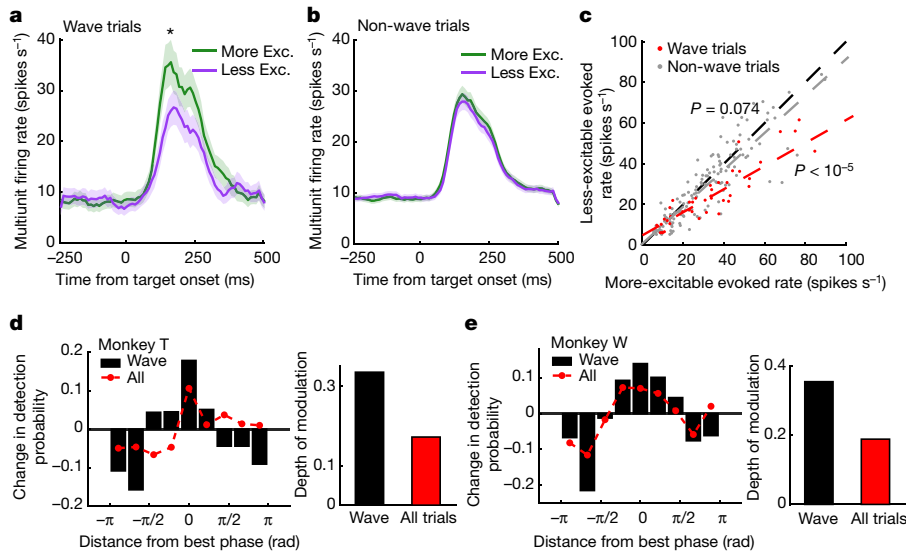 a
Wave trials
*
More Exc.
Less Exc.
Multiunit firing rate (spikes s⁻¹)
40
30
20
10
0
−250
0
250
500
Time from target onset (ms)
b
Non-wave trials
More Exc.
Less Exc.
Multiunit firing rate (spikes s⁻¹)
40
30
20
10
0
−250
0
250
500
Time from target onset (ms)
c
Wave trials
Non-wave trials
P = 0.074
P < 10⁻⁵
Less-excitable evoked
rate (spikes s⁻¹)
100
80
60
40
20
0
20
40
60
80
100
More-excitable evoked rate (spikes s⁻¹)
d
Monkey T
Wave
All
Change in detection
probability
0.2
0.1
0
−0.1
−0.2
−π
−π/2
0
π/2
π
Distance from best phase (rad)
Depth of modulation
0.3
0.1
0
Wave
All trials
e
Monkey W
Wave
All
Change in detection
probability
0.2
0.1
0
−0.1
−0.2
−π
−π/2
0
π/2
π
Distance from best phase (rad)
Depth of modulation
0.4
0.2
0
Wave
All trials